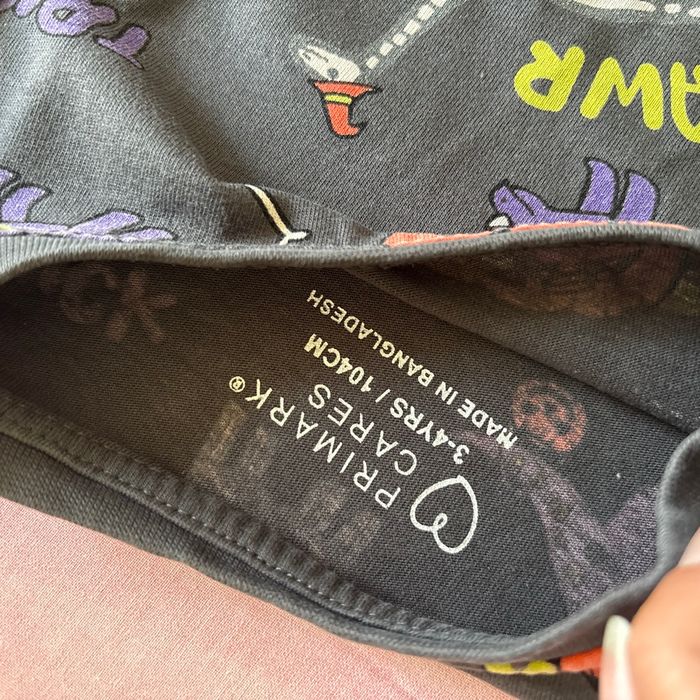 PRIMARK®
CARES
3-4YRS / 104CM
MADE IN BANGLADESH
AWR